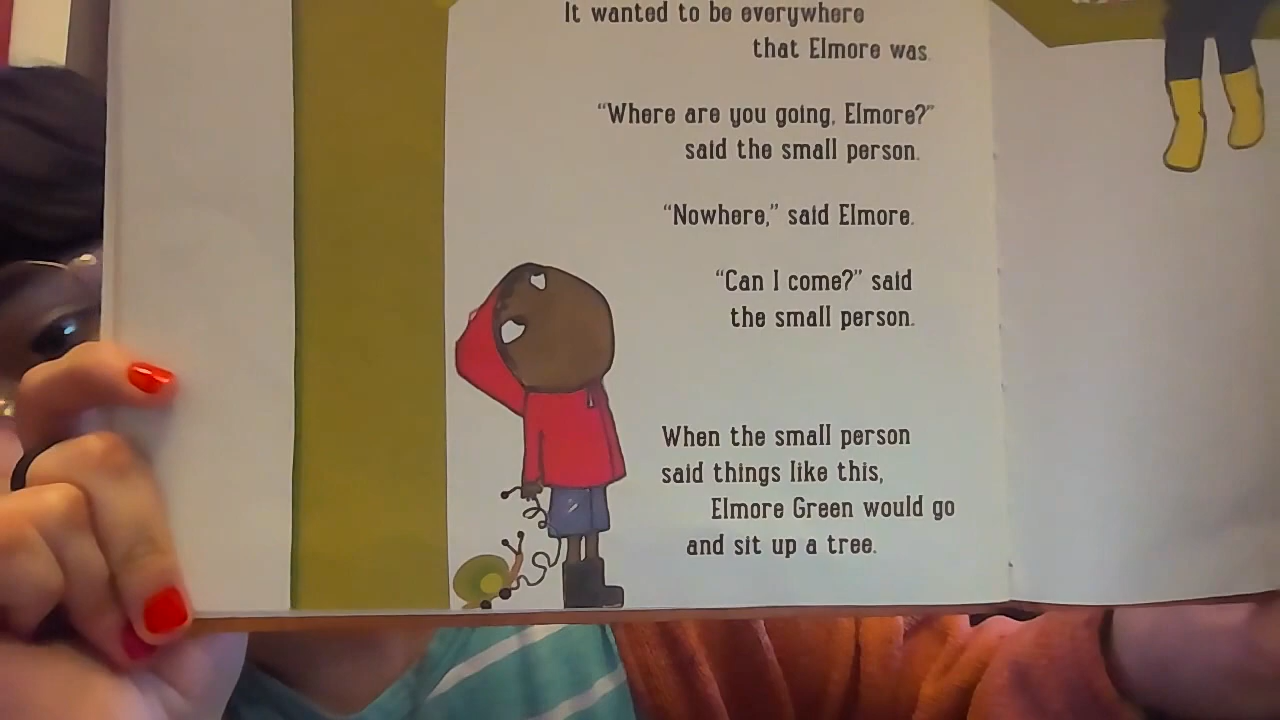 It wanted to be everywhere
that Elmore was.
“Where are you going, Elmore?”
said the small person.
“Nowhere,” said Elmore.
“Can I come?” said
the small person.
When the small person
said things like this,
Elmore Green would go
and sit up a tree.